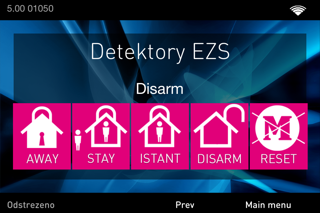 5.00 01050
Detektory EZS
Disarm
AWAY STAY ISTANT DISARM RESET
Odstrezeno Prev Main menu